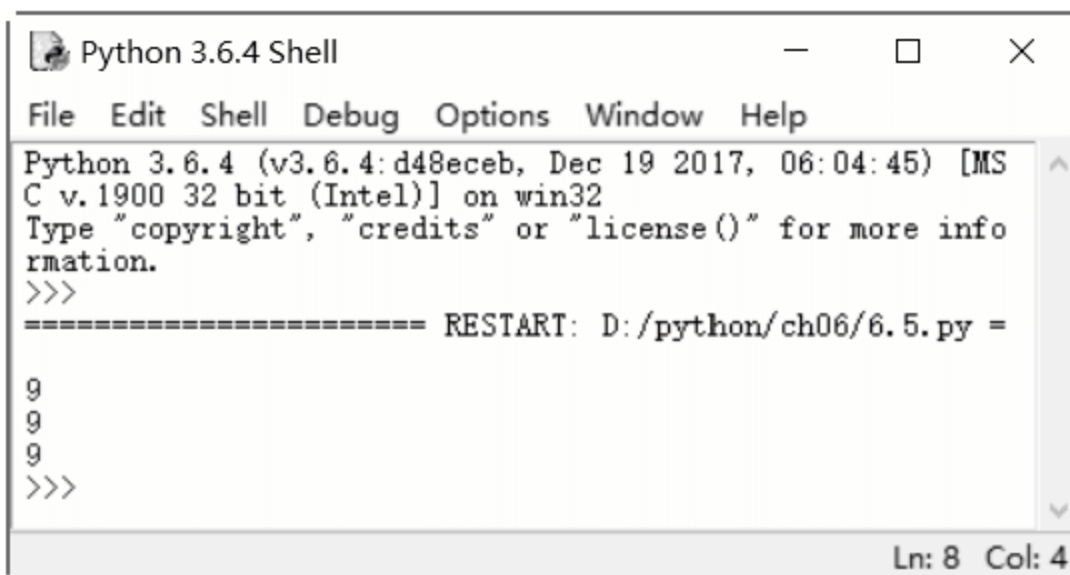 Python 3.6.4 Shell
File Edit Shell Debug Options Window Help
Python 3.6.4 (v3.6.4:d48eceb, Dec 19 2017, 06:04:45) [MS
C v.1900 32 bit (Intel)] on win32
Type "copyright", "credits" or "license()" for more info
rmation.
>>>
======================= RESTART: D:/python/ch06/6.5.py =
9
9
9
>>>
Ln: 8 Col: 4